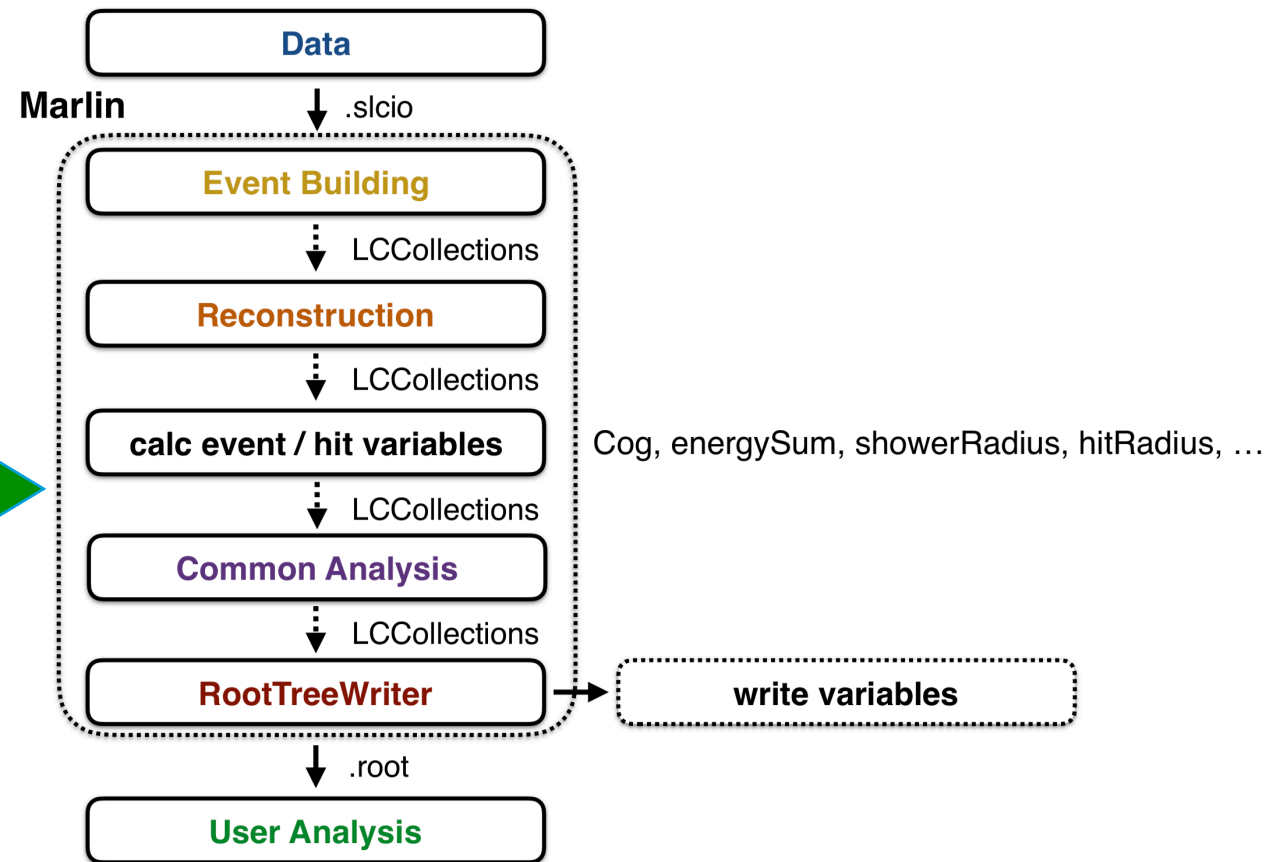 Data
Marlin
.slcio
Event Building
LCCollections
Reconstruction
LCCollections
calc event / hit variables
Cog, energySum, showerRadius, hitRadius, …
LCCollections
Common Analysis
LCCollections
RootTreeWriter
write variables
.root
User Analysis